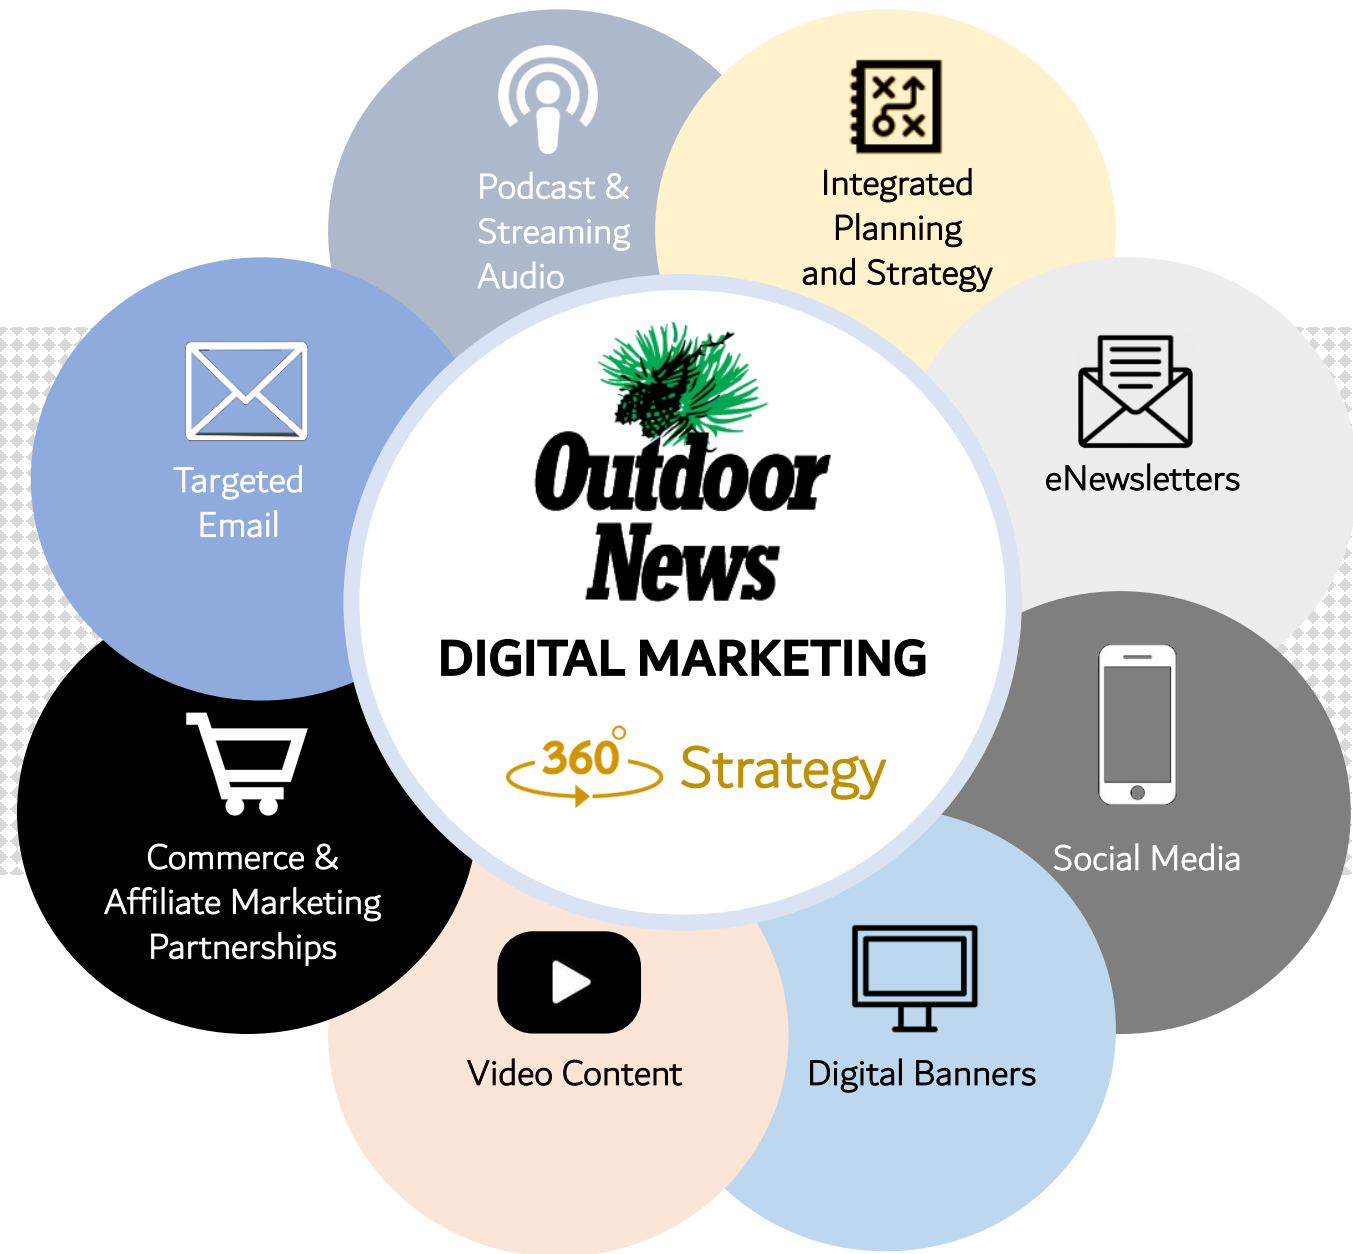 Podcast &
Streaming
Audio
Integrated
Planning
and Strategy
eNewsletters
Social Media
Digital Banners
Video Content
Commerce &
Affiliate Marketing
Partnerships
Targeted
Email
Outdoor
News
DIGITAL MARKETING
360° Strategy